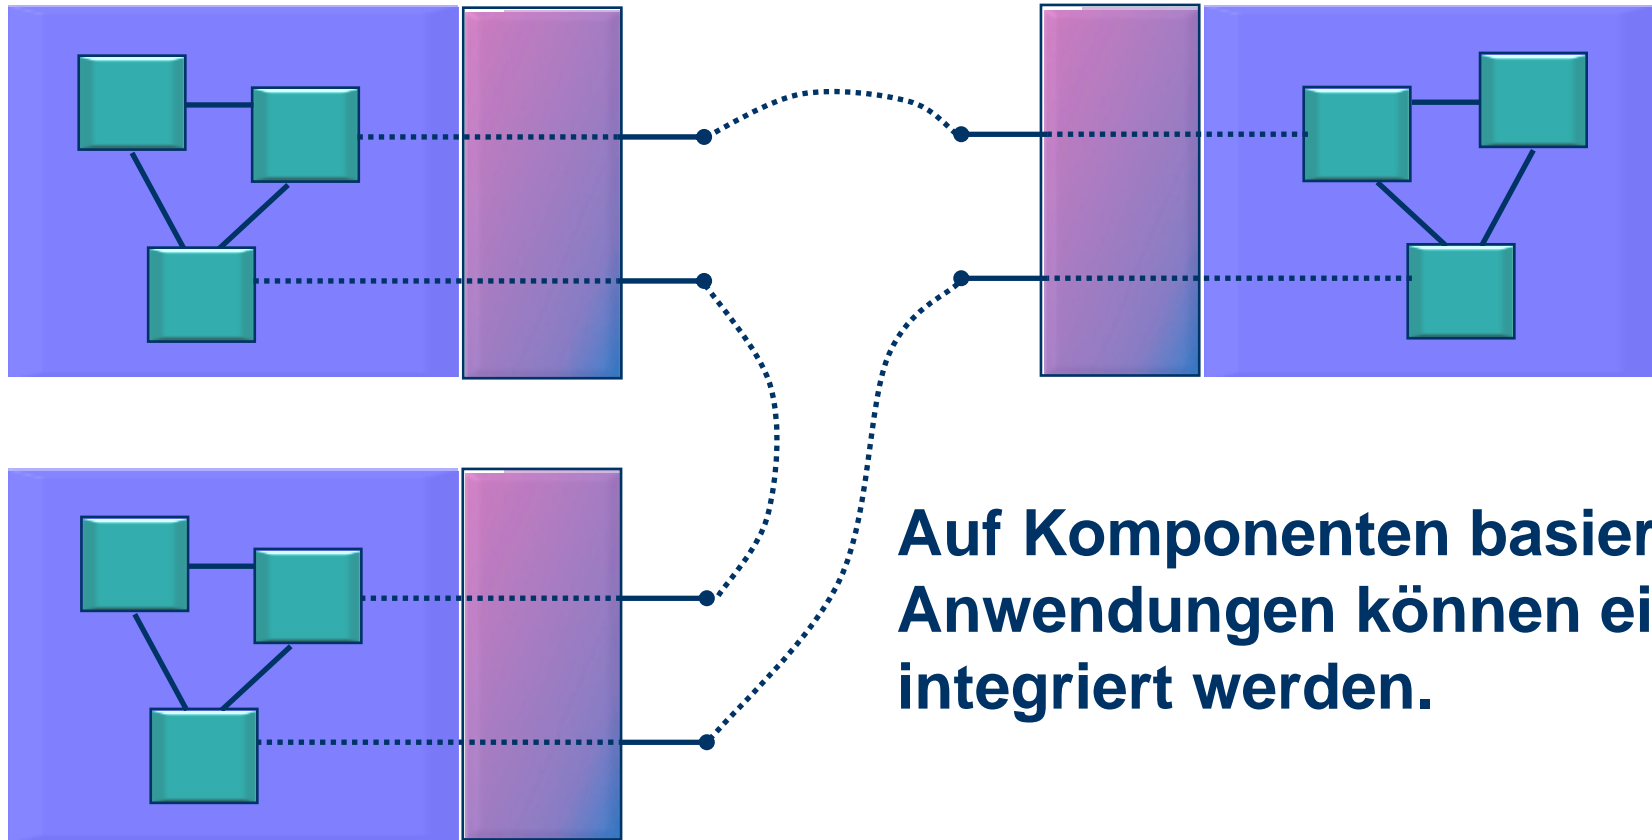 Auf Komponenten basier
Anwendungen können ei
integriert werden.